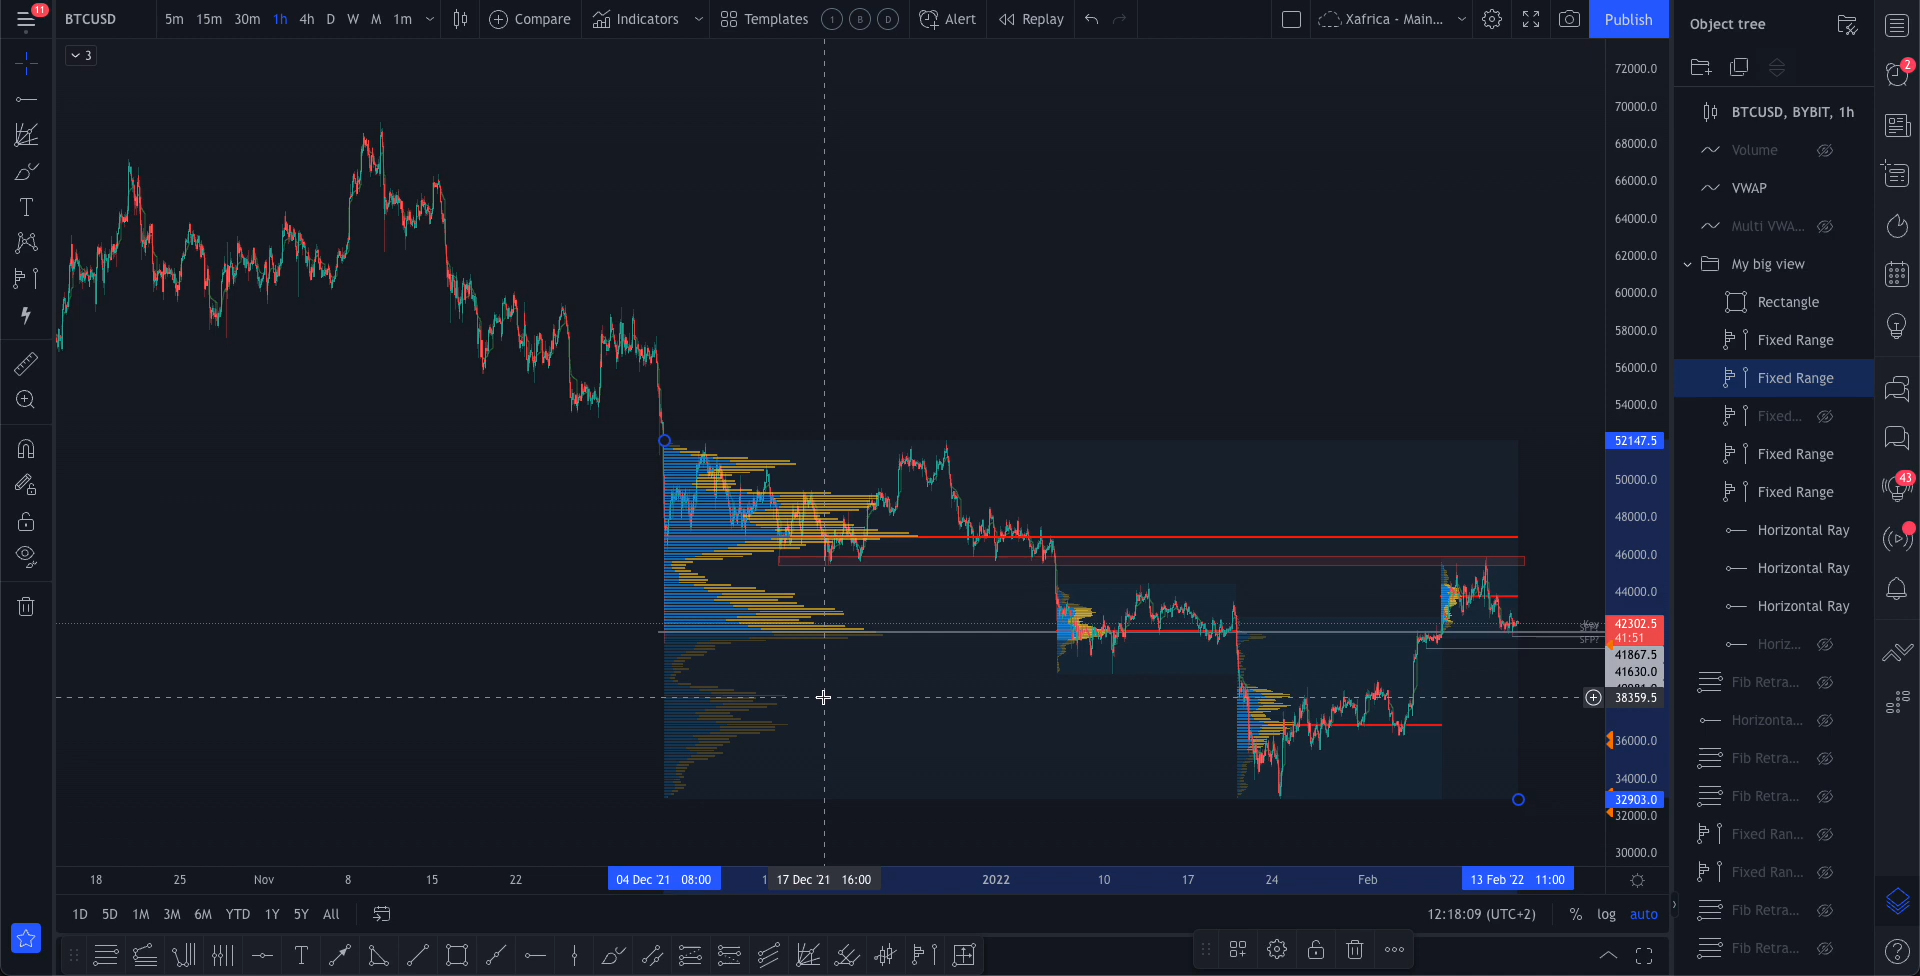 11
BTCUSD
5m 15m 30m 1h 4h D W M 1m
Compare
Indicators
Templates
1 B D
Alert
Replay
Xafrica - Main...
Publish
Object tree
3
2
43
BTCUSD, BYBIT, 1h
Volume
VWAP
Multi VWA...
My big view
Rectangle
Fixed Range
Fixed Range
Fixed...
Fixed Range
Fixed Range
Horizontal Ray
Horizontal Ray
Horizontal Ray
Horiz...
Fib Retra...
Horizonta...
Fib Retra...
Fib Retra...
Fixed Ran...
Fixed Ran...
Fib Retra...
Fib Retra...
72000.0
70000.0
68000.0
66000.0
64000.0
62000.0
60000.0
58000.0
56000.0
54000.0
52147.5
50000.0
48000.0
46000.0
44000.0
42302.5
41:51
41867.5
41630.0
38359.5
36000.0
34000.0
32903.0
32000.0
30000.0
SFP?
18 25 Nov 8 15 22 04 Dec '21 08:00 17 Dec '21 16:00 2022 10 17 24 Feb 13 Feb '22 11:00
1D 5D 1M 3M 6M YTD 1Y 5Y All
12:18:09 (UTC+2)
% log auto